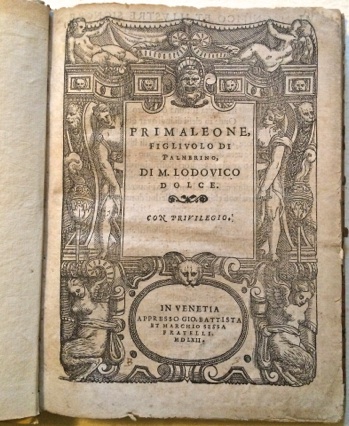 PRIMALEONE,
FIGLIVOLO DI
PALMERINO,
DI M. LODOVICO
DOLCE.
CON PRIVILEGIO.
IN VENETIA
APPRESSO GIO. BATTISTA
ET MARCHIO SESSA
FRATELLI.
MDLXII.